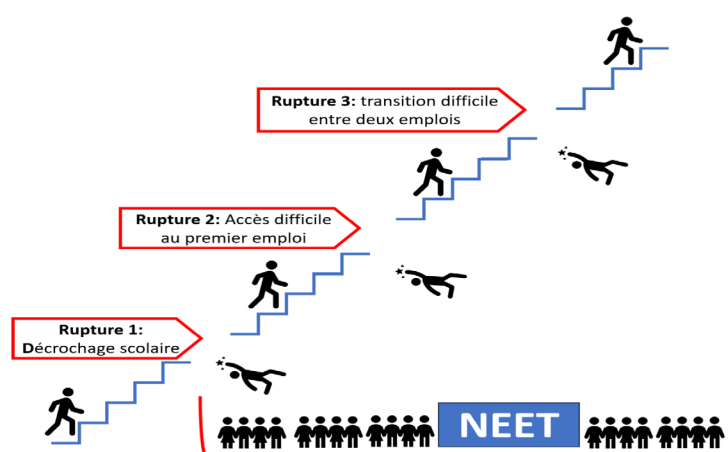 Rupture 3: transition difficile
entre deux emplois
Rupture 2: Accès difficile
au premier emploi
Rupture 1:
Décrochage scolaire
NEET